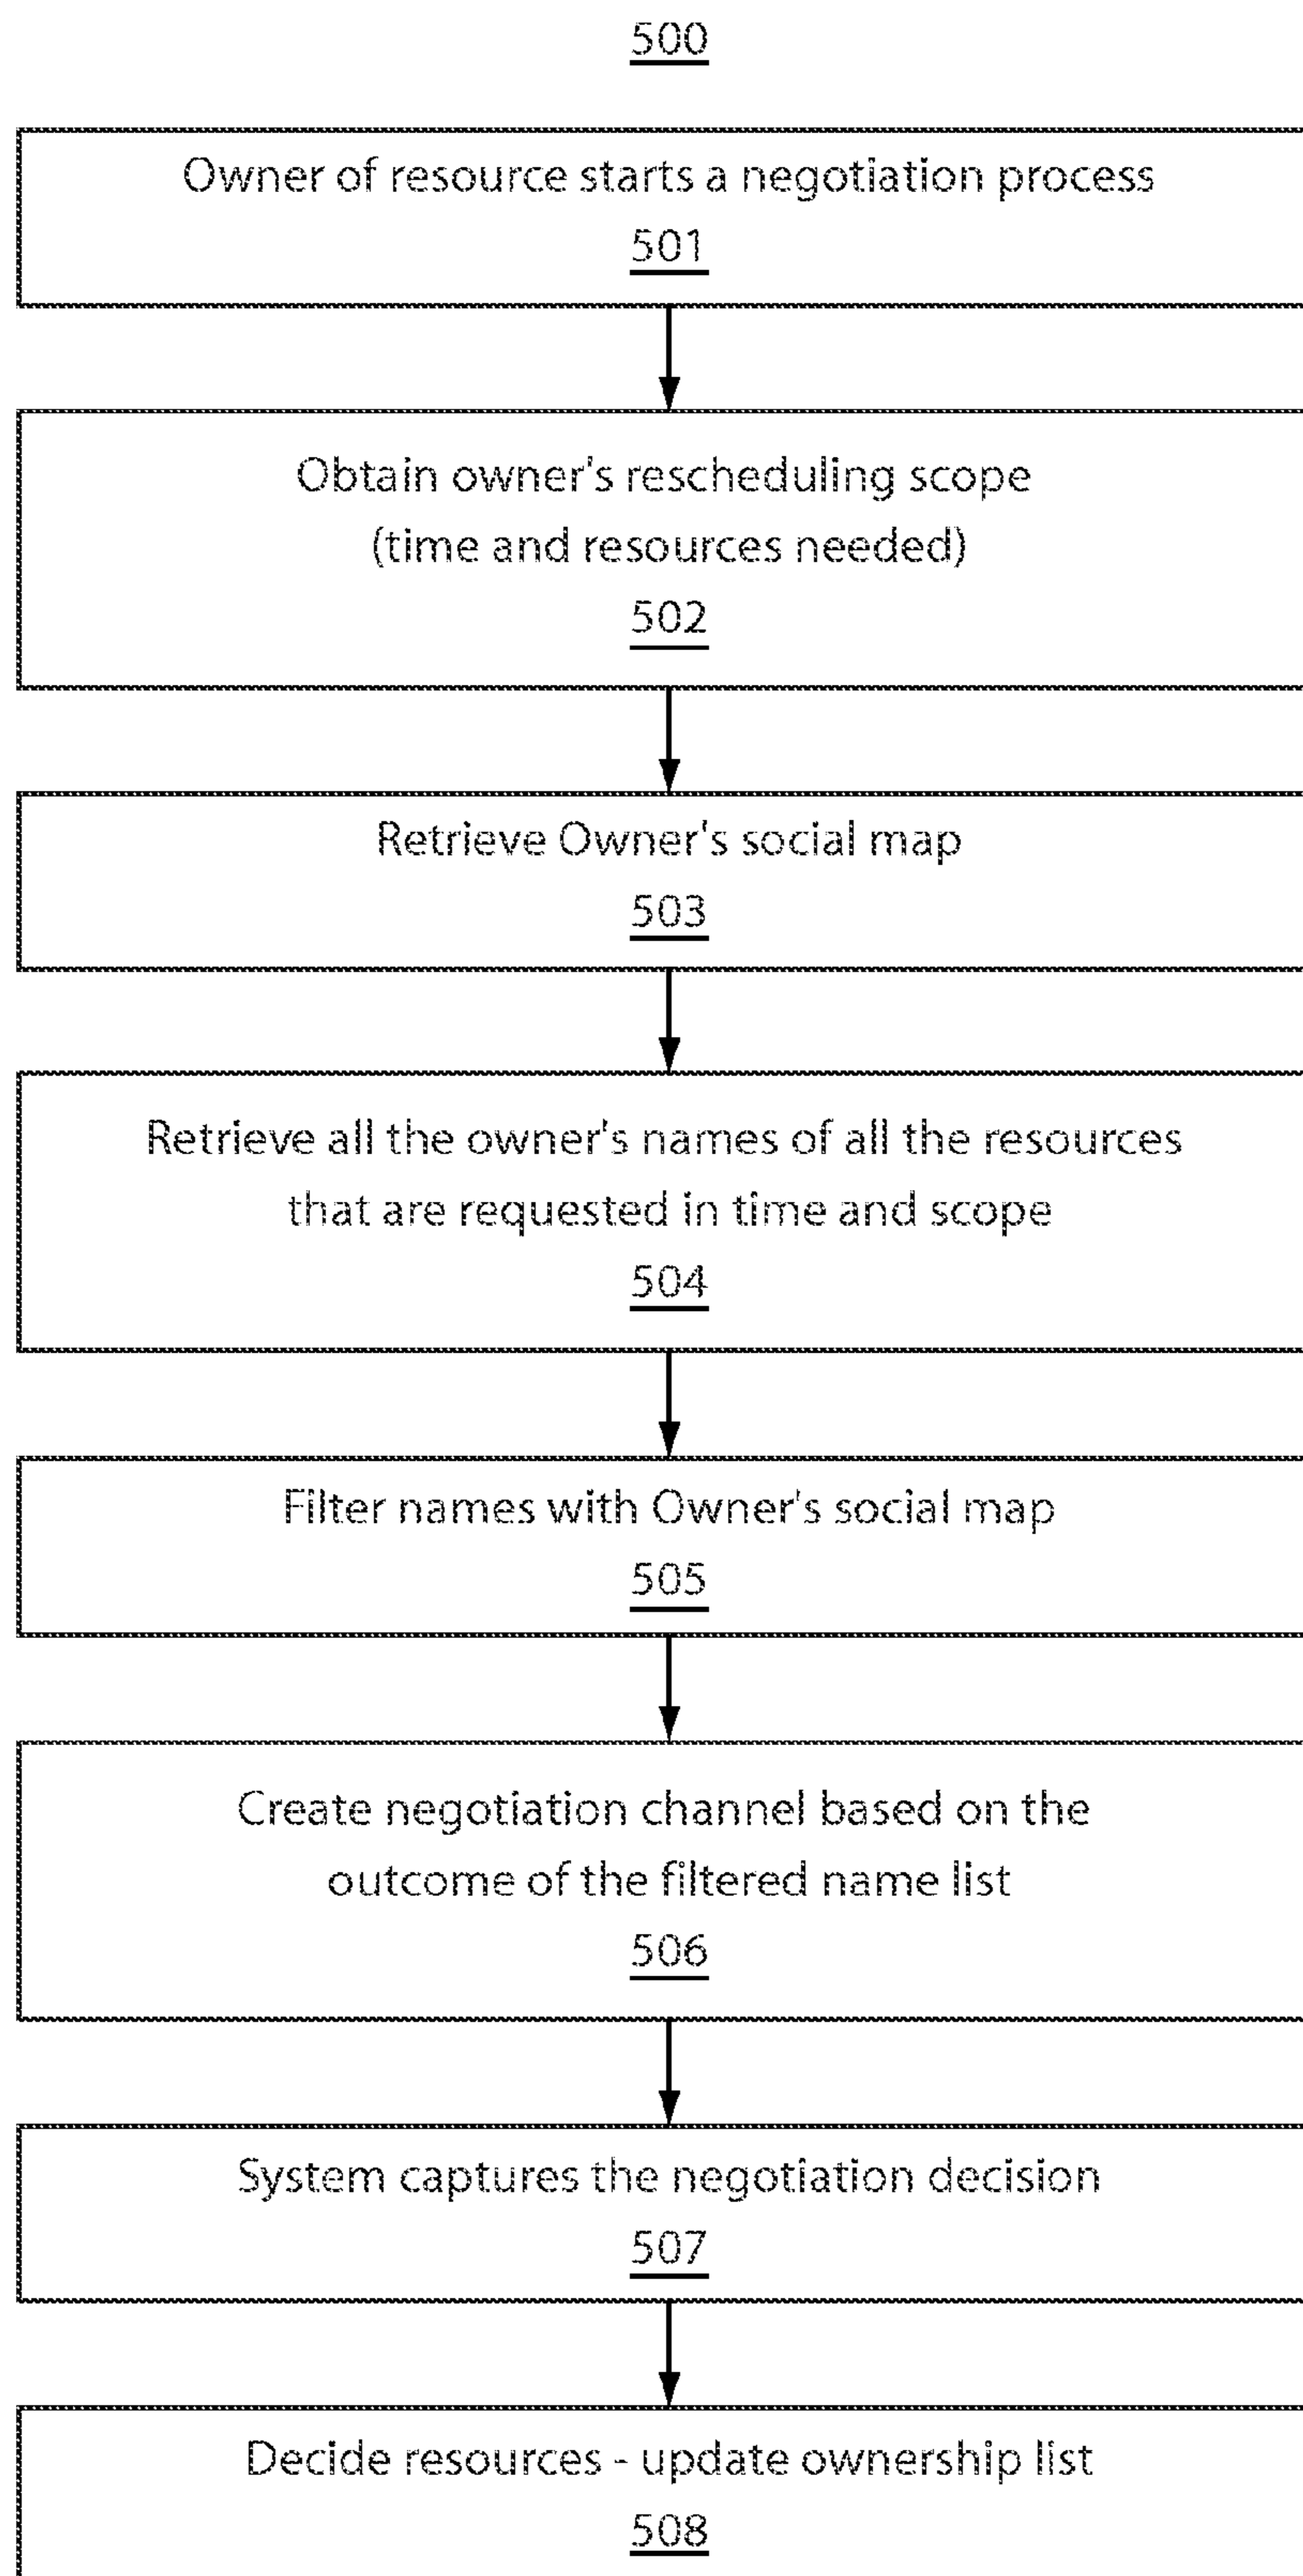 500
Owner of resource starts a negotiation process
501
Obtain owner's rescheduling scope
(time and resources needed)
502
Retrieve Owner's social map
503
Retrieve all the owner's names of all the resources
that are requested in time and scope
504
Filter names with Owner's social map
505
Create negotiation channel based on the
outcome of the filtered name list
506
System captures the negotiation decision
507
Decide resources - update ownership list
508